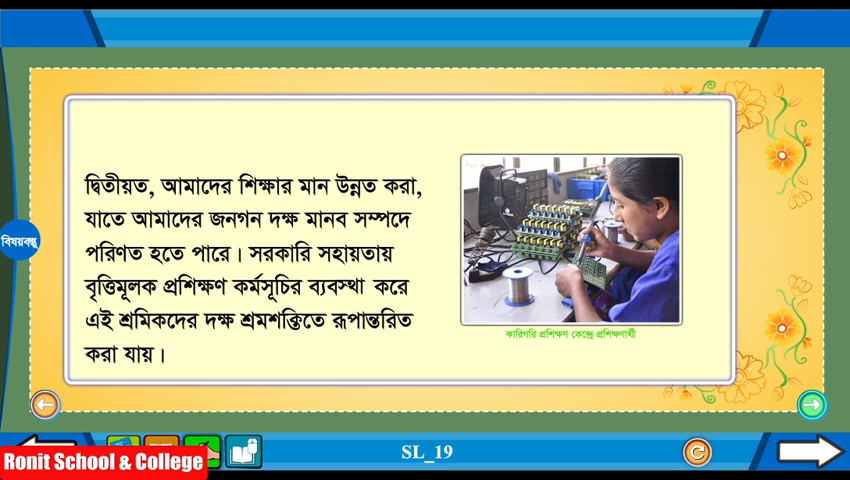 দ্বিতীয়ত, আমাদের শিক্ষার মান উন্নত করা,
যাতে আমাদের জনগন দক্ষ মানব সম্পদে
পরিণত হতে পারে। সরকারি সহায়তায়
বৃত্তিমূলক প্রশিক্ষণ কর্মসূচির ব্যবস্থা করে
এই শ্রমিকদের দক্ষ শ্রমশক্তিতে রূপান্তরিত
করা যায়।
কারিগরি প্রশিক্ষণ কেন্দ্রে প্রশিক্ষণার্থী
বিষয়বস্তু
SL_19
Ronit School & College